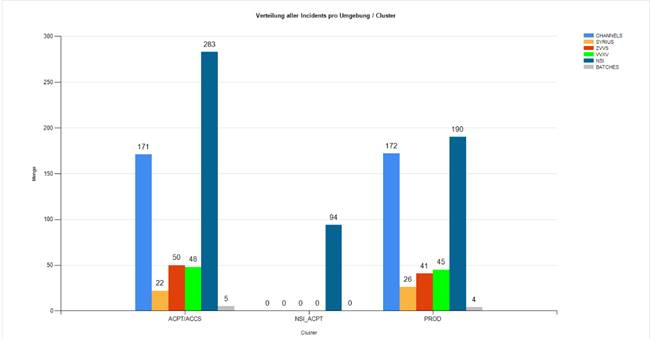 Verteilung aller Incidents pro Umgebung / Cluster
CHANNELS
SYRIUS
ZVVS
VVXV
NSI
BATCHES
Menge
300
250
200
150
100
50
0
171
22
50
48
283
5
0
0
0
0
94
0
172
26
41
45
190
4
ACPT/ACCS
NSI_ACPT
PROD
Cluster